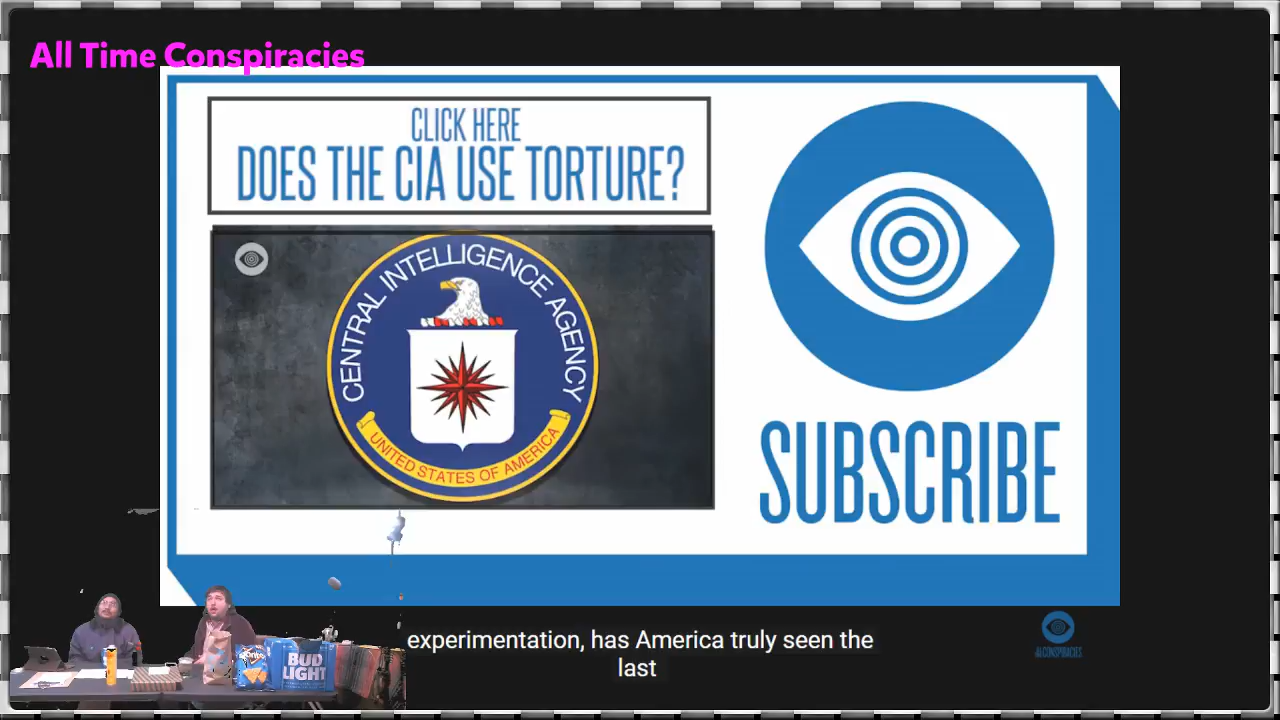 All Time Conspiracies
CLICK HERE
DOES THE CIA USE TORTURE?
CENTRAL INTELLIGENCE AGENCY
UNITED STATES OF AMERICA
SUBSCRIBE
experimentation, has America truly seen the
last
BUD
LIGHT